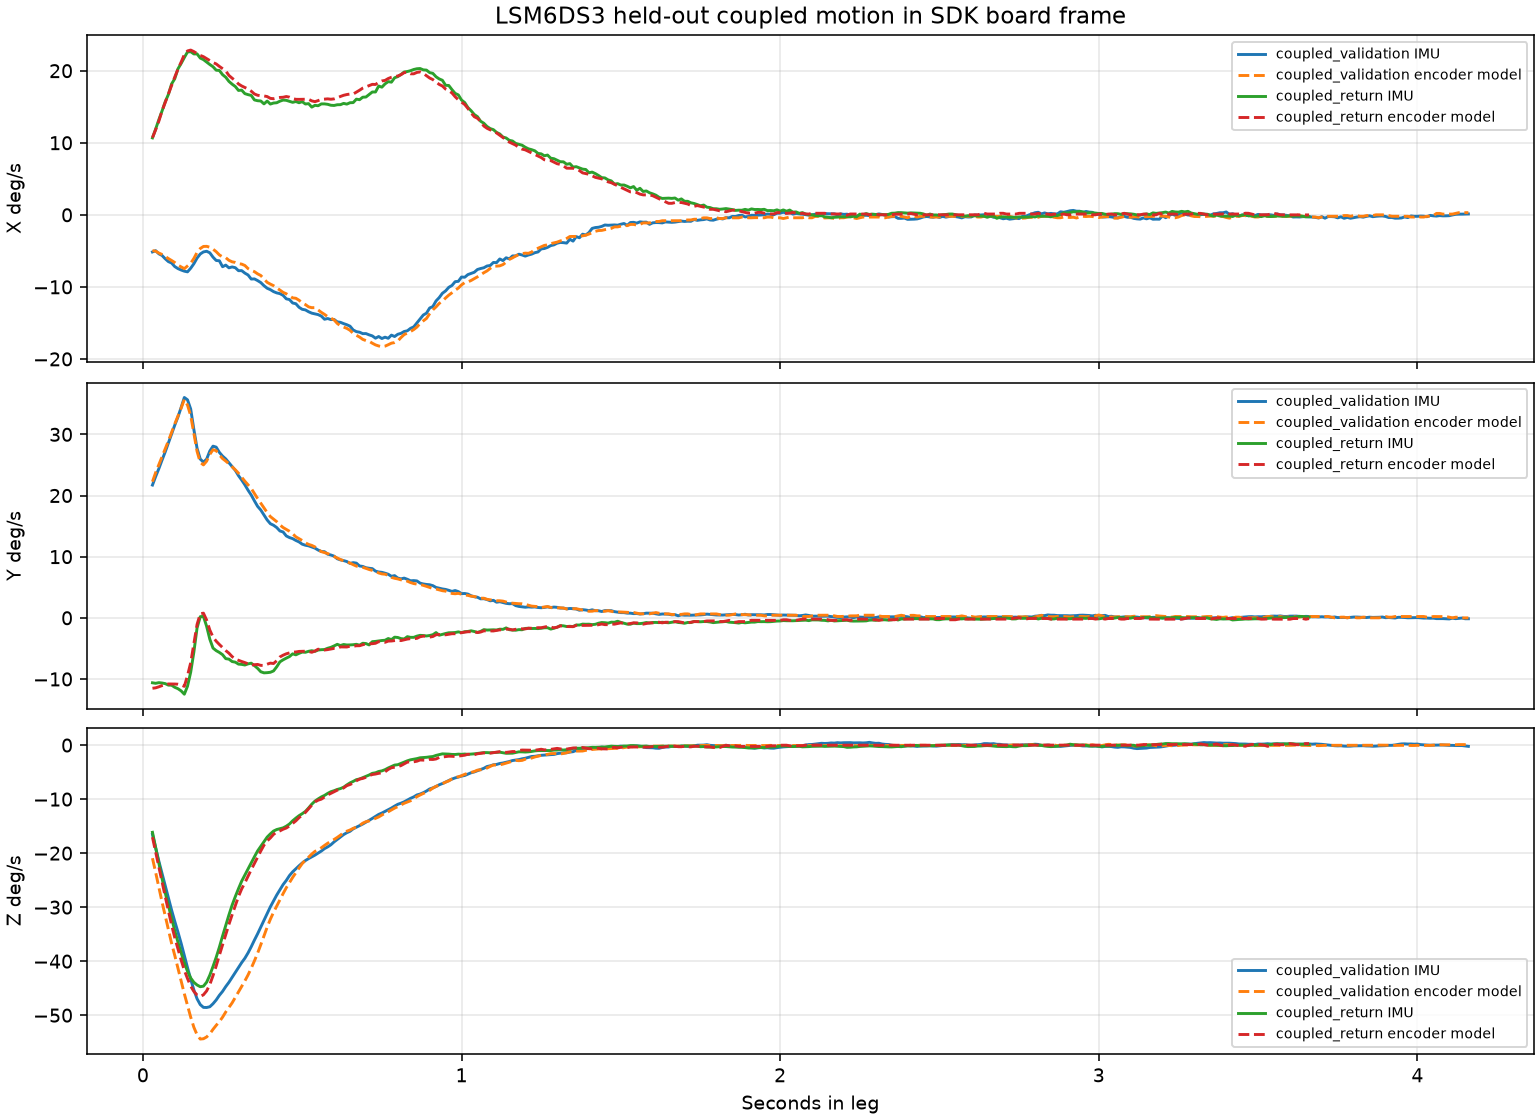 LSM6DS3 held-out coupled motion in SDK board frame
X deg/s
20
10
0
−10
−20
coupled_validation IMU
coupled_validation encoder model
coupled_return IMU
coupled_return encoder model
Y deg/s
30
20
10
0
−10
coupled_validation IMU
coupled_validation encoder model
coupled_return IMU
coupled_return encoder model
Z deg/s
0
−10
−20
−30
−40
−50
coupled_validation IMU
coupled_validation encoder model
coupled_return IMU
coupled_return encoder model
0 1 2 3 4
Seconds in leg